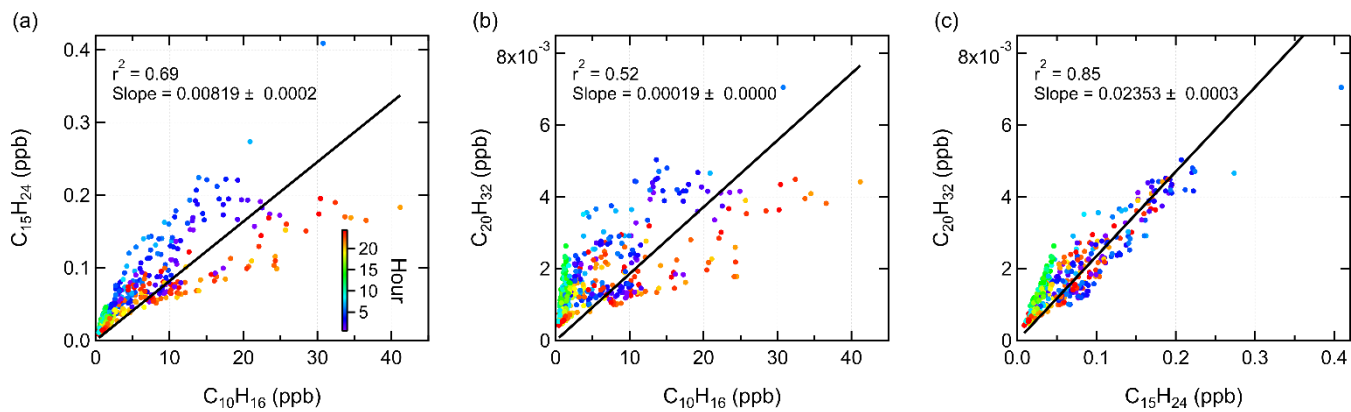 (a)
0.4
0.3
0.2
0.1
0.0
C₁₅H₂₄ (ppb)
r² = 0.69
Slope = 0.00819 ± 0.0002
20
15
10
5
Hour
0 10 20 30 40
C₁₀H₁₆ (ppb)
(b)
8x10⁻³
6
4
2
0
C₂₀H₃₂ (ppb)
r² = 0.52
Slope = 0.00019 ± 0.0000
0 10 20 30 40
C₁₀H₁₆ (ppb)
(c)
8x10⁻³
6
4
2
0
C₂₀H₃₂ (ppb)
r² = 0.85
Slope = 0.02353 ± 0.0003
0.0 0.1 0.2 0.3 0.4
C₁₅H₂₄ (ppb)